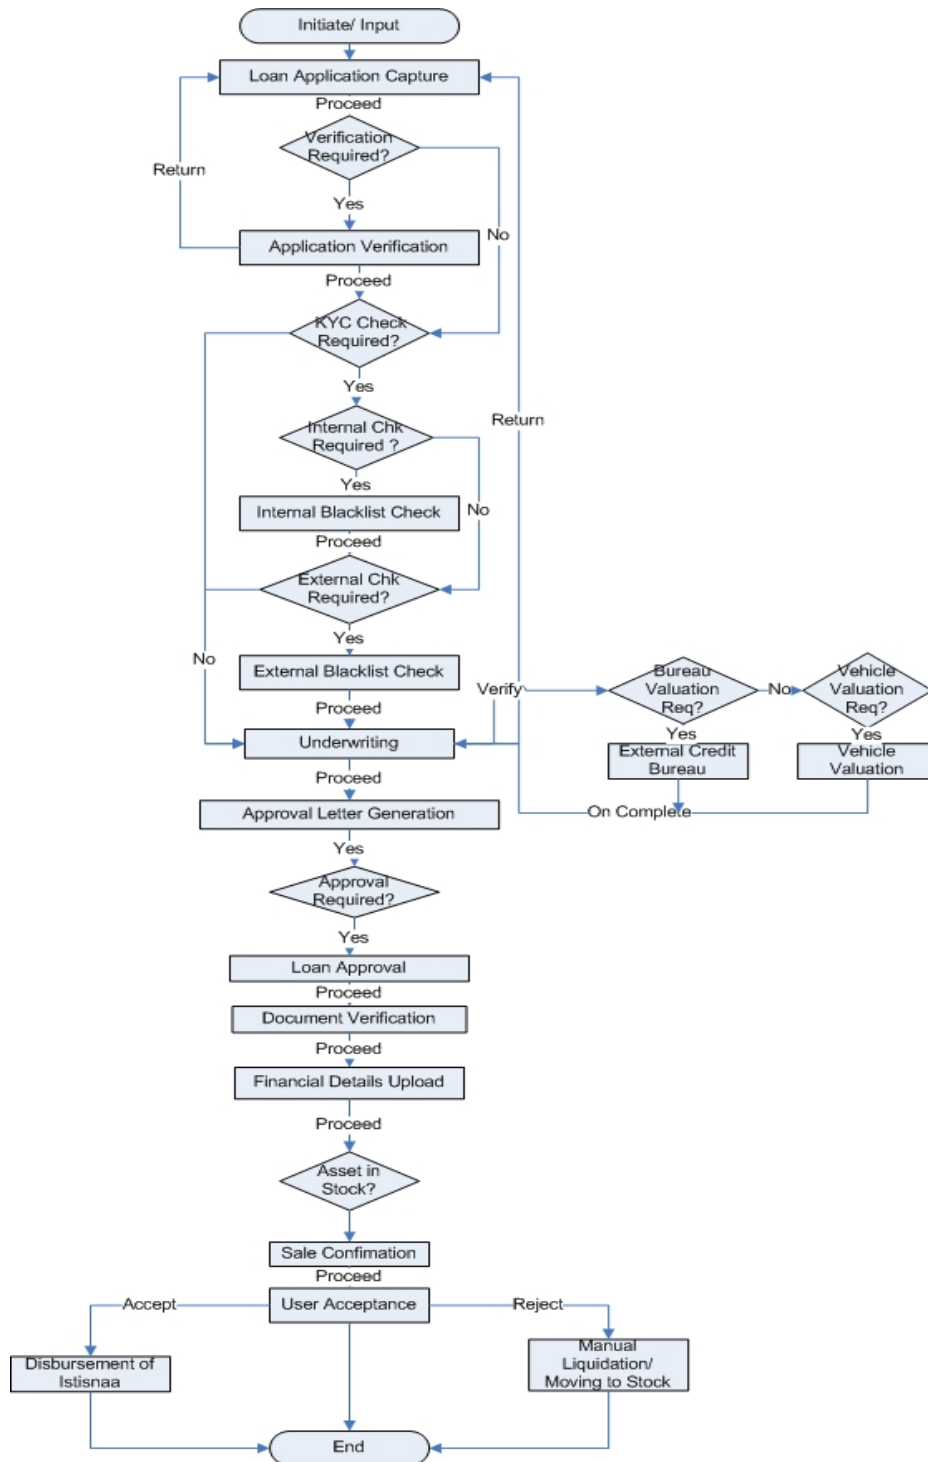 Initiate/ Input
Loan Application Capture
Proceed
Verification
Required?
Return
Yes
No
Application Verification
Proceed
KYC Check
Required?
Yes
Return
Internal Chk
Required ?
Yes
No
Internal Blacklist Check
Proceed
External Chk
Required?
Yes
No
External Blacklist Check
Verify
Bureau
Valuation
Req?
No
Vehicle
Valuation
Req?
Proceed
Yes
Yes
Underwriting
External Credit
Bureau
Vehicle
Valuation
Proceed
On Complete
Approval Letter Generation
Yes
Approval
Required?
Yes
Loan Approval
Proceed
Document Verification
Proceed
Financial Details Upload
Proceed
Asset in
Stock?
Sale Confimation
Proceed
Accept
User Acceptance
Reject
Disbursement of
Istisnaa
Manual
Liquidation/
Moving to Stock
End